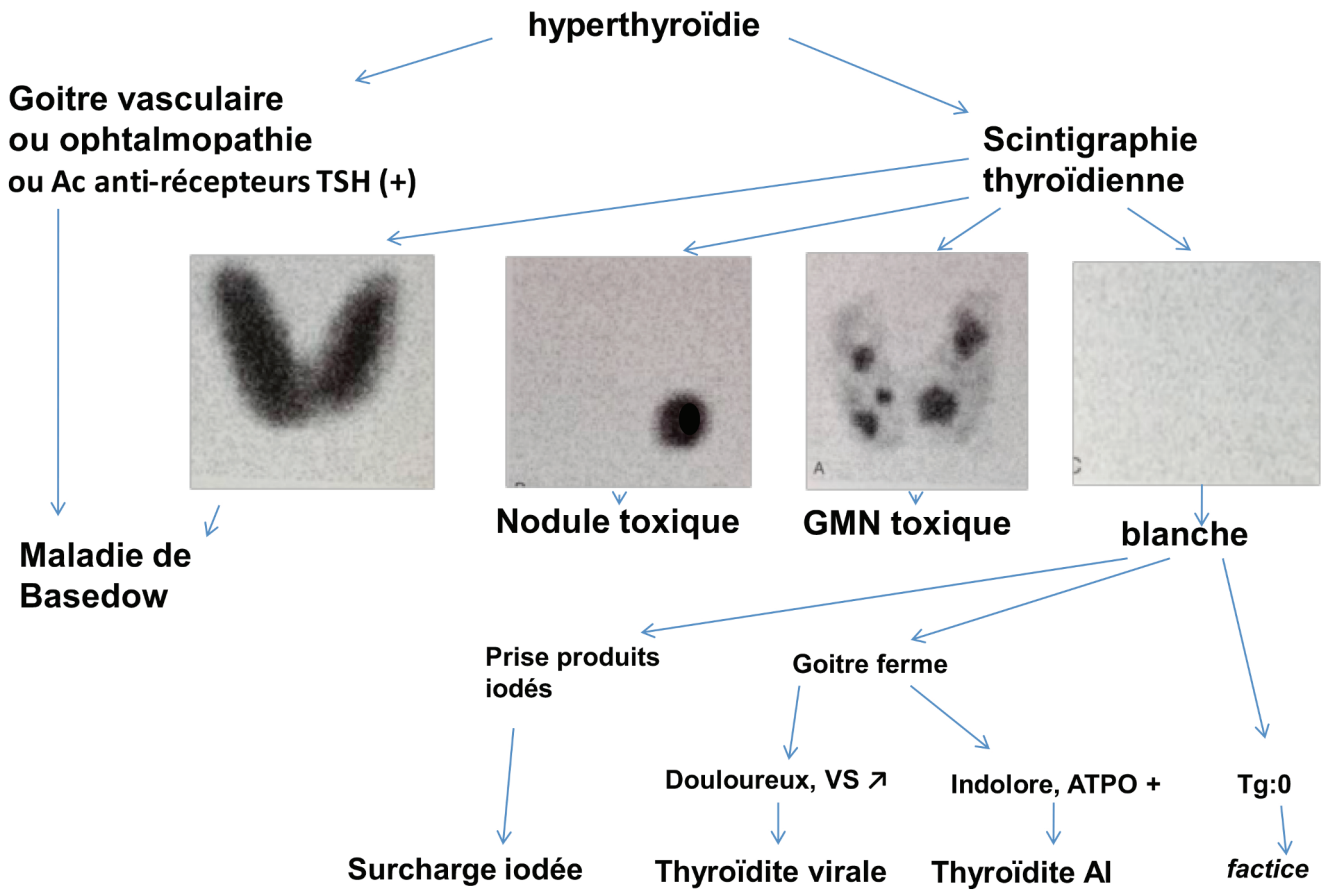 hyperthyroïdie
Goitre vasculaire
ou ophtalmopathie
ou Ac anti-récepteurs TSH (+)
Scintigraphie
thyroïdienne
A
C
Nodule toxique
GMN toxique
blanche
Maladie de
Basedow
Prise produits
iodés
Goitre ferme
Douloureux, VS ↗
Indolore, ATPO +
Tg:0
Surcharge iodée
Thyroïdite virale
Thyroïdite AI
factice